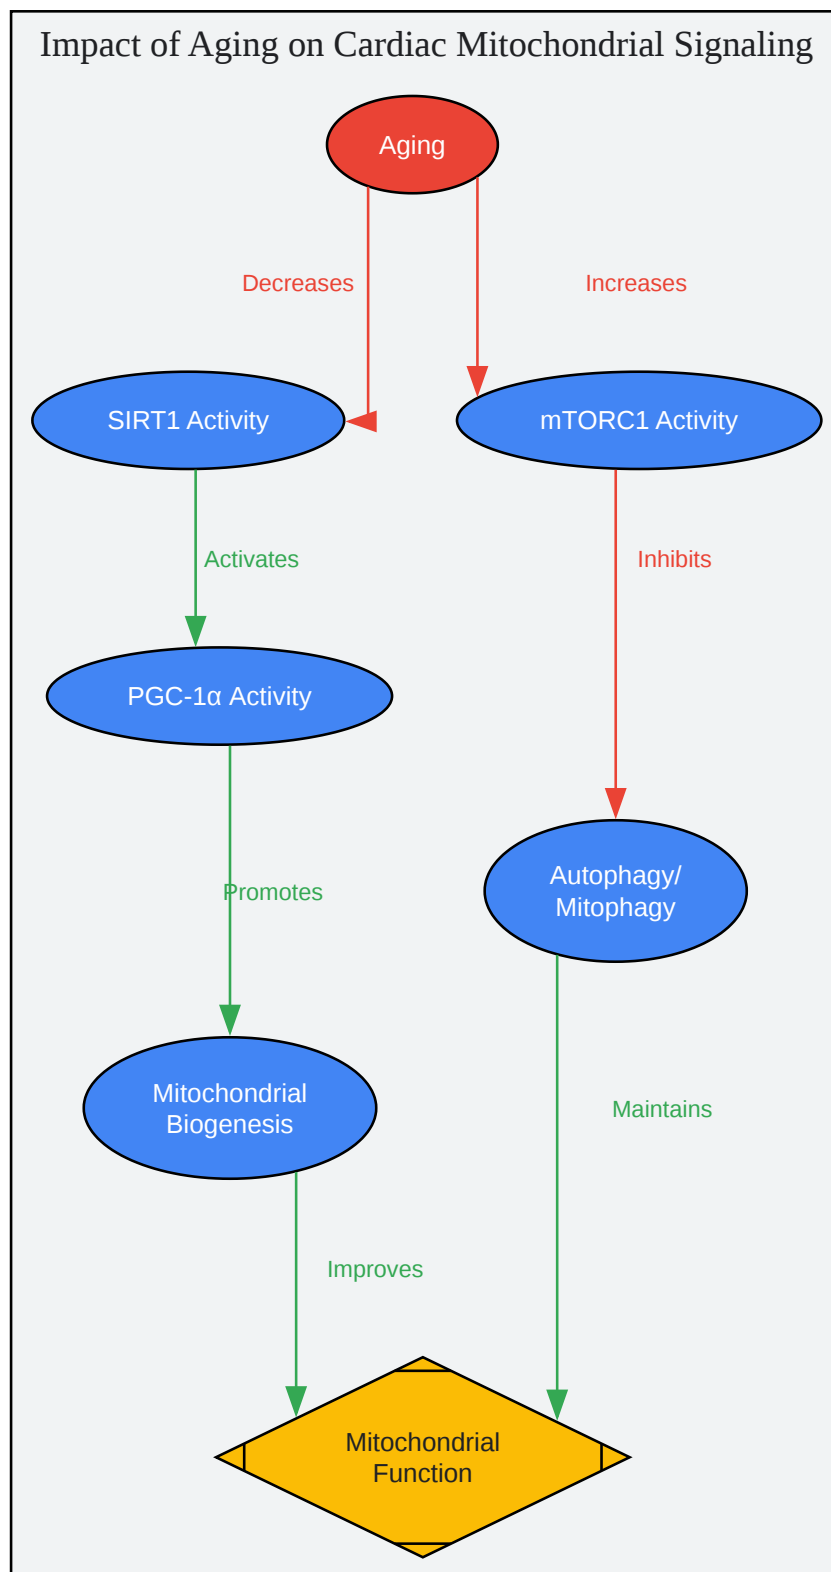 Impact of Aging on Cardiac Mitochondrial Signaling
Aging
Decreases
Increases
SIRT1 Activity
mTORC1 Activity
Activates
Inhibits
PGC-1α Activity
Promotes
Autophagy/
Mitophagy
Mitochondrial
Biogenesis
Maintains
Improves
Mitochondrial
Function